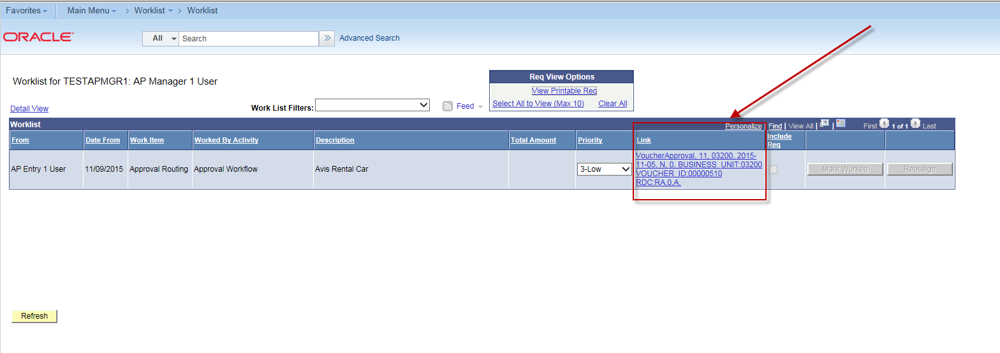 Favorites Main Menu > Worklist > Worklist
ORACLE
All Search >> Advanced Search
Req View Options
Worklist for TESTAPMGR1: AP Manager 1 User
View Printable Req
Detail View Work List Filters: Feed Select All to View (Max 10) Clear All
Worklist Personalize | Find | View All | | First 1 of 1 Last
From Date From Work Item Worked By Activity Description Total Amount Priority Link Include
Req
AP Entry 1 User 11/09/2015 Approval Routing Approval Workflow Avis Rental Car 3-Low VoucherApproval, 11, 03200, 2015-
11-05, N, 0, BUSINESS_UNIT:03200
VOUCHER_ID:00000510
RDC:RA,0,A,
Mark Worked Reassign
Refresh